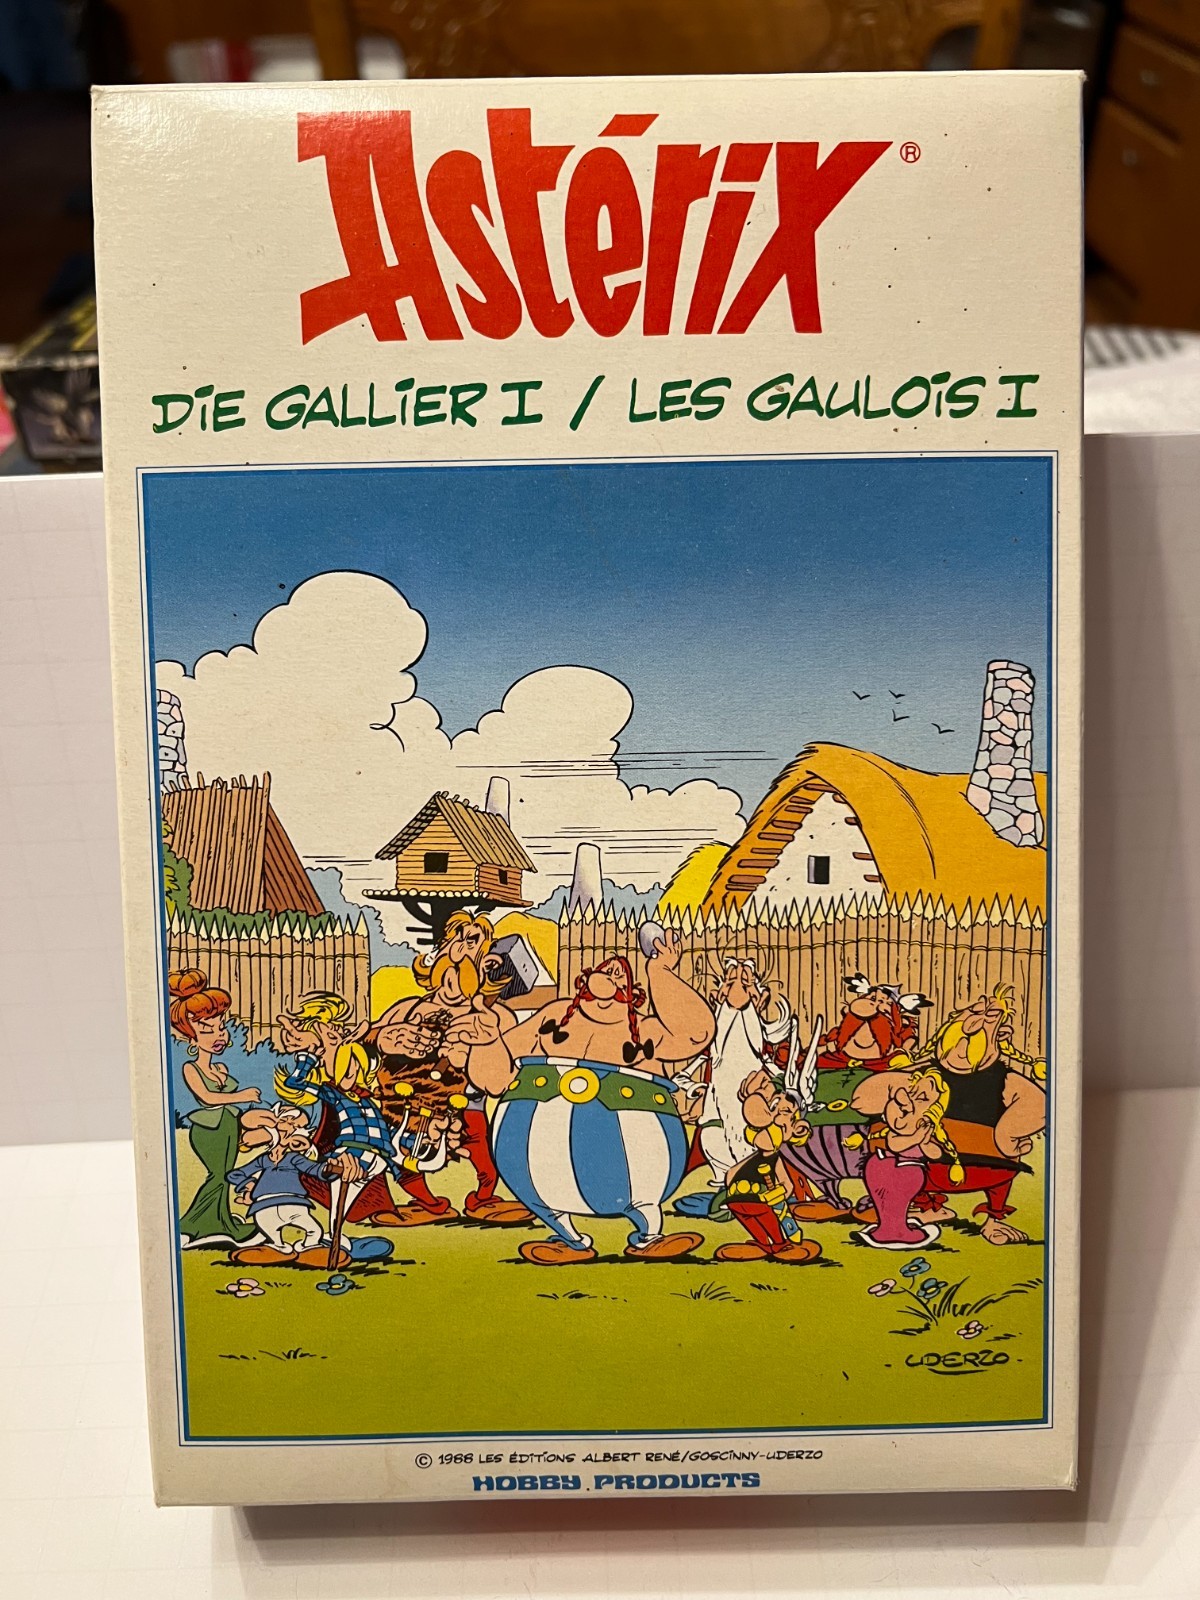 Astérix®
DiE GALLiER I / LES GAULOiS I
UDERZO
© 1988 LES ÉDiTiONS ALBERT RENÉ/GOSCiNNY-UDERZO
HOBBY PRODUCTS